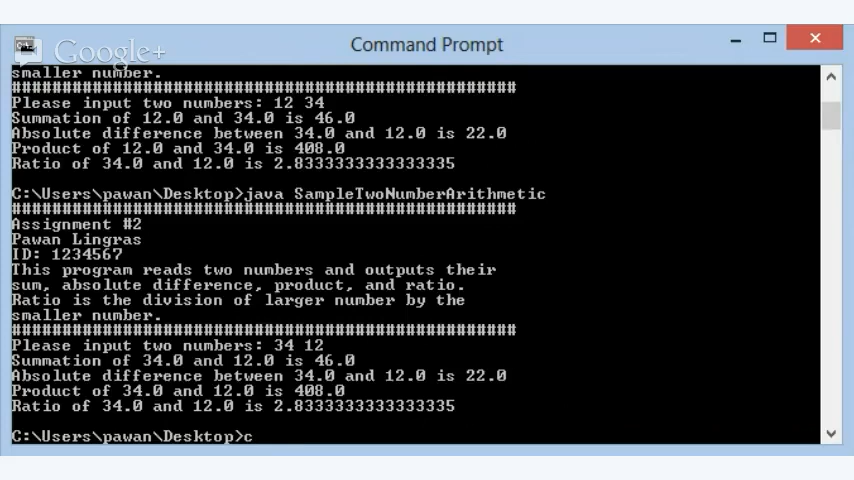 Google+
Command Prompt
smaller number.
##################################################
Please input two numbers: 12 34
Summation of 12.0 and 34.0 is 46.0
Absolute difference between 34.0 and 12.0 is 22.0
Product of 12.0 and 34.0 is 408.0
Ratio of 34.0 and 12.0 is 2.8333333333333335
C:\Users\pawan\Desktop>java SampleTwoNumberArithmetic
##################################################
Assignment #2
Pawan Lingras
ID: 1234567
This program reads two numbers and outputs their
sum, absolute difference, product, and ratio.
Ratio is the division of larger number by the
smaller number.
##################################################
Please input two numbers: 34 12
Summation of 34.0 and 12.0 is 46.0
Absolute difference between 34.0 and 12.0 is 22.0
Product of 34.0 and 12.0 is 408.0
Ratio of 34.0 and 12.0 is 2.8333333333333335
C:\Users\pawan\Desktop>c